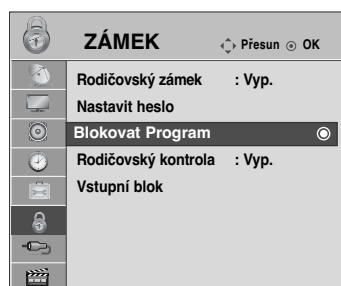 ZÁMEK
Přesun OK
Rodičovský zámek : Vyp.
Nastavit heslo
Blokovat Program
Rodičovský kontrola : Vyp.
Vstupní blok